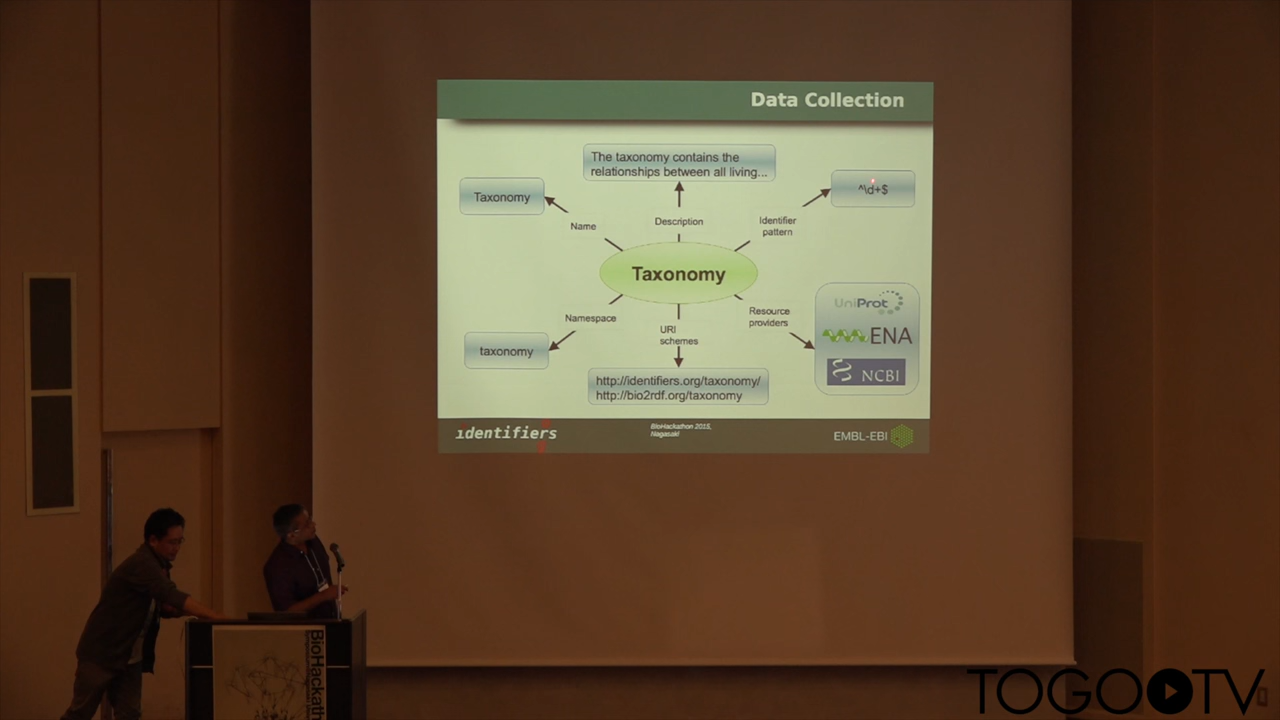 Data Collection
The taxonomy contains the
relationships between all living...
Taxonomy
^\d+$
Name
Description
Identifier
pattern
Taxonomy
Namespace
URI
schemes
Resource
providers
UniProt
ENA
NCBI
taxonomy
http://identifiers.org/taxonomy/
http://bio2rdf.org/taxonomy
identifiers
BioHackathon 2015,
Nagasaki
EMBL-EBI
BioHackath
TOGOTV